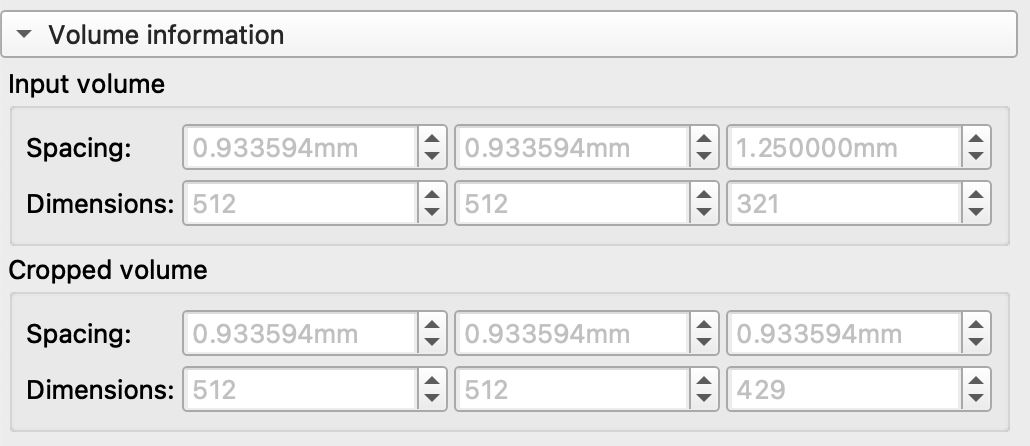 Volume information
Input volume
Spacing: 0.933594mm 0.933594mm 1.250000mm
Dimensions: 512 512 321
Cropped volume
Spacing: 0.933594mm 0.933594mm 0.933594mm
Dimensions: 512 512 429